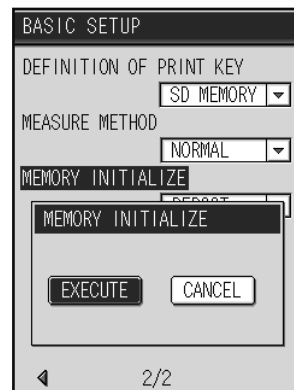 BASIC SETUP
DEFINITION OF PRINT KEY
SD MEMORY
MEASURE METHOD
NORMAL
MEMORY INITIALIZE
MEMORY INITIALIZE
EXECUTE CANCEL
2/2